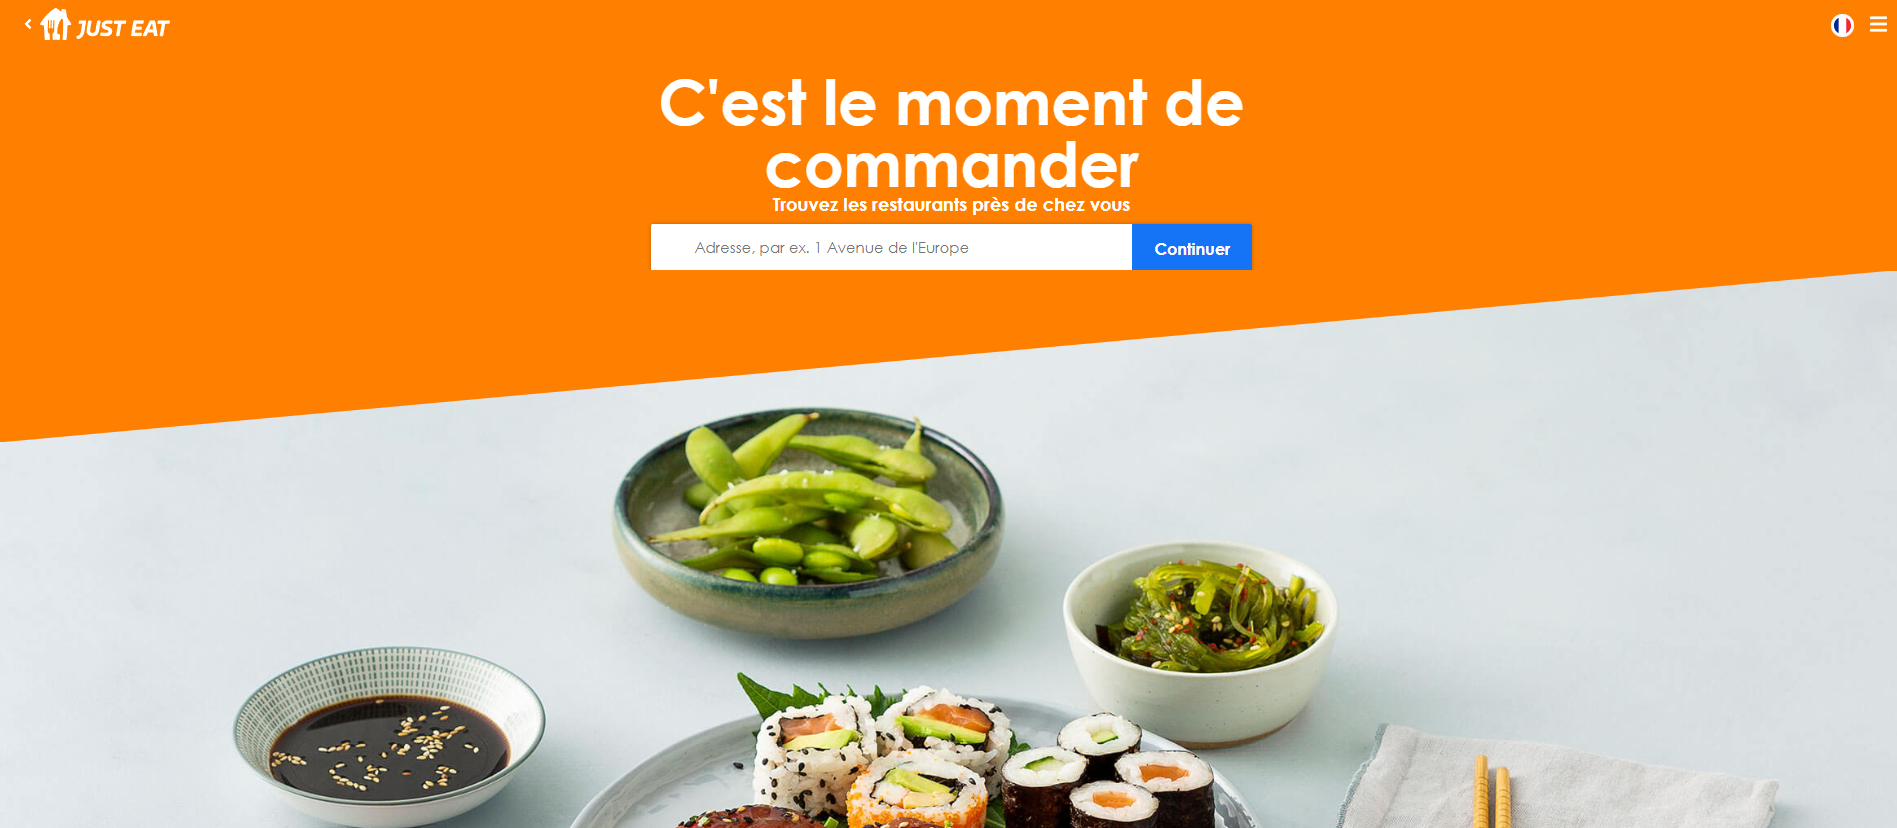 JUST EAT
C'est le moment de
commander
Trouvez les restaurants près de chez vous
Adresse, par ex. 1 Avenue de l'Europe
Continuer